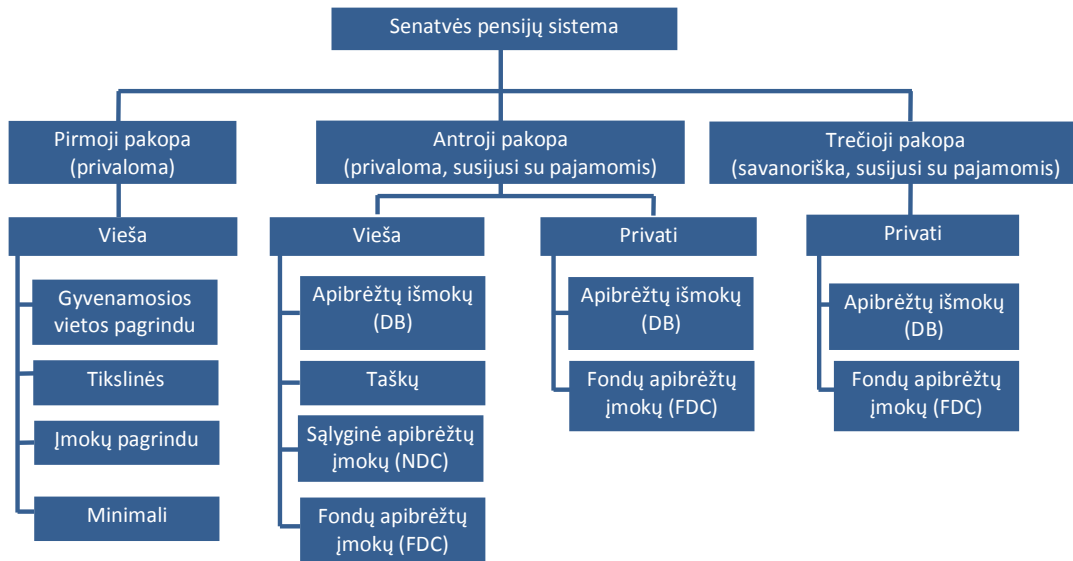 Senatvės pensijų sistema
Pirmoji pakopa
(privaloma)
Antroji pakopa
(privaloma, susijusi su pajamomis)
Trečioji pakopa
(savanoriška, susijusi su pajamomis)
Vieša
Vieša
Privati
Privati
Gyvenamosios
vietos pagrindu
Tikslinės
Įmokų pagrindu
Minimali
Apibrėžtų išmokų
(DB)
Taškų
Sąlyginė apibrėžtų
įmokų (NDC)
Fondų apibrėžtų
įmokų (FDC)
Apibrėžtų išmokų
(DB)
Fondų apibrėžtų
įmokų (FDC)
Apibrėžtų išmokų
(DB)
Fondų apibrėžtų
įmokų (FDC)